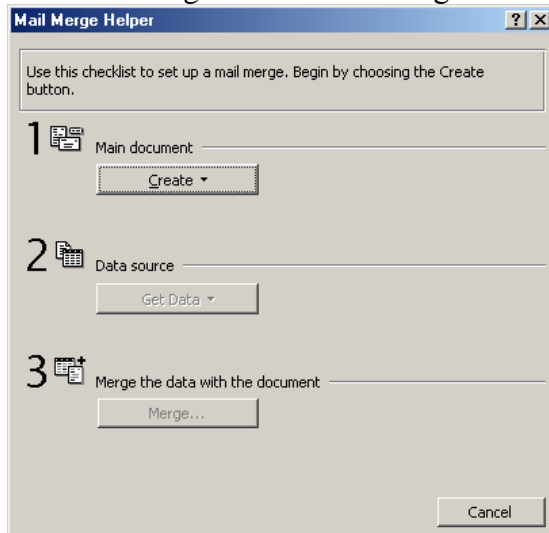 Mail Merge Helper
Use this checklist to set up a mail merge. Begin by choosing the Create
button.
1 Main document
Create
2 Data source
Get Data
3 Merge the data with the document
Merge...
Cancel